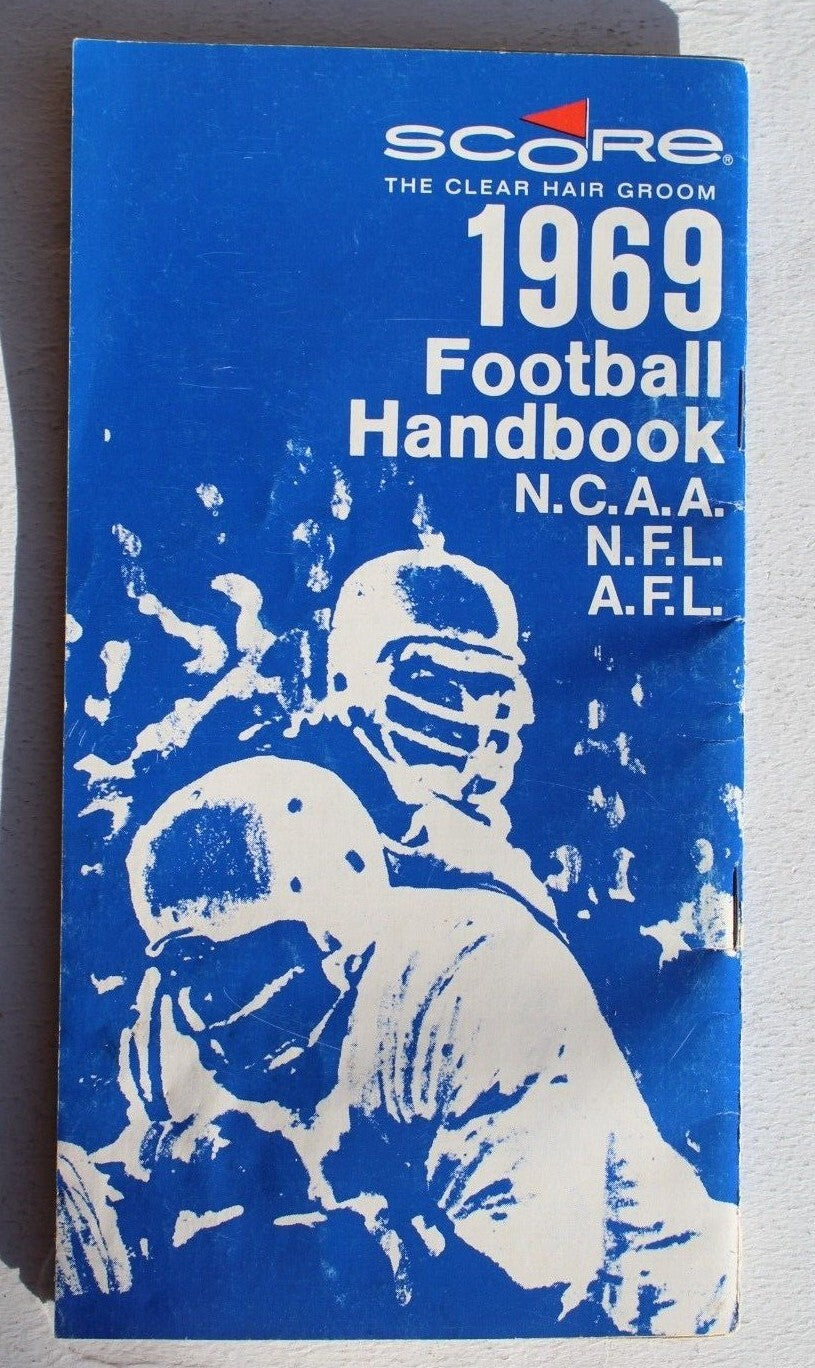 SCORE®
THE CLEAR HAIR GROOM
1969
Football
Handbook
N.C.A.A.
N.F.L.
A.F.L.